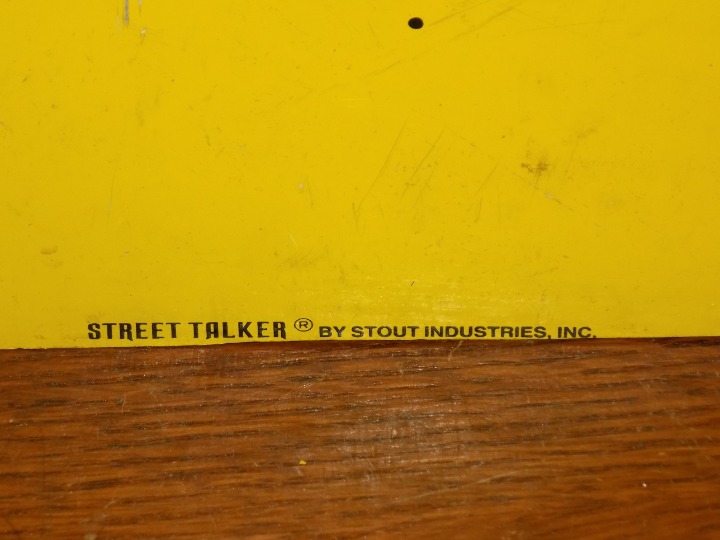 STREET TALKER ® BY STOUT INDUSTRIES, INC.